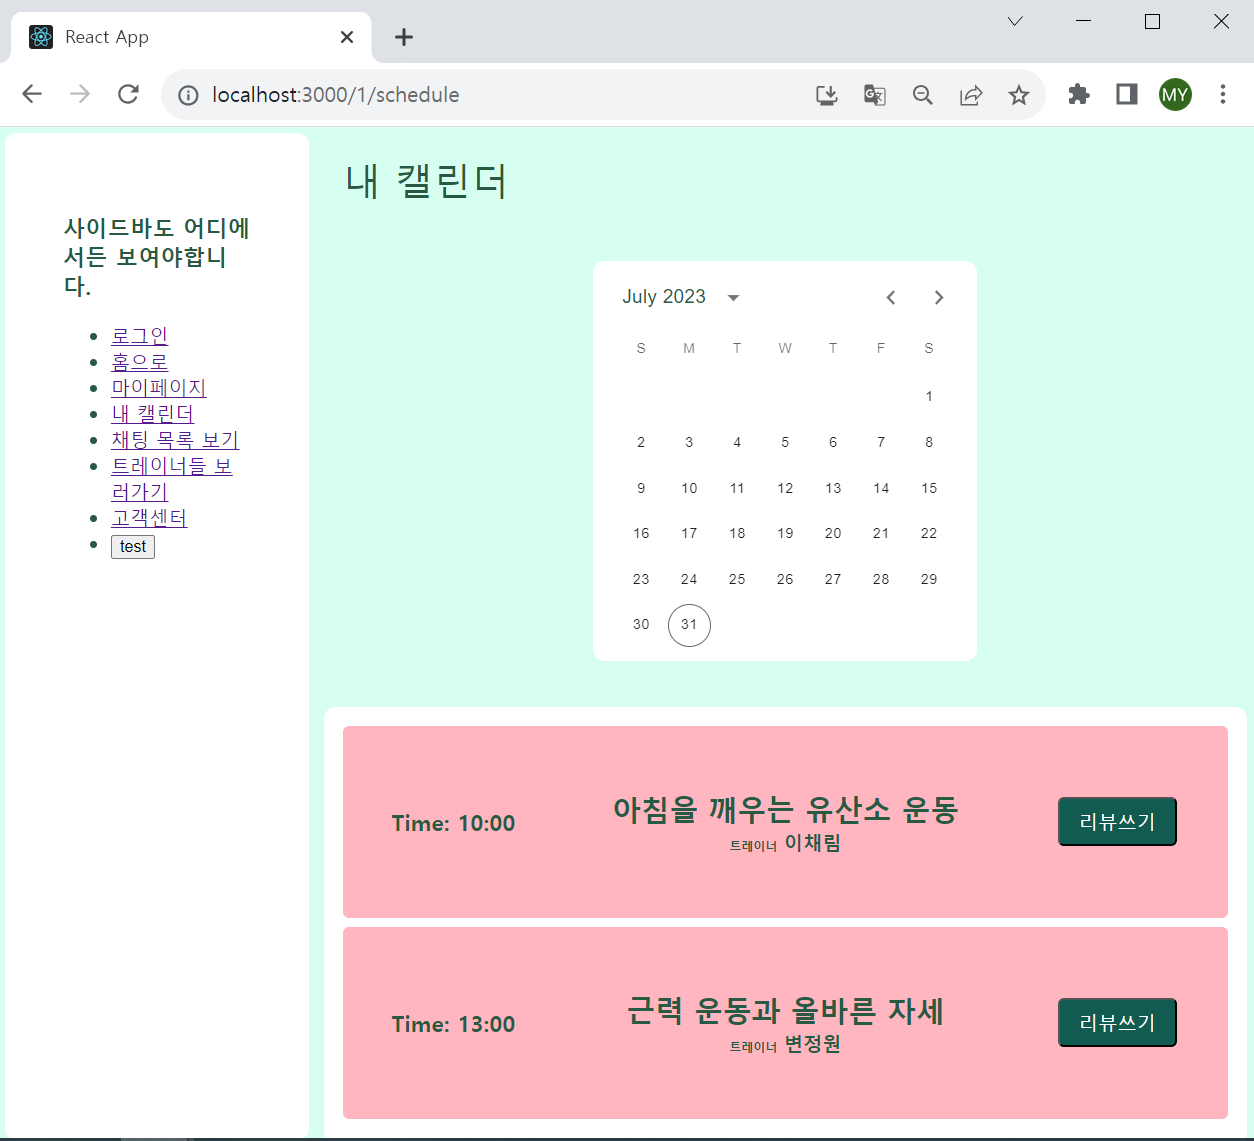 React App
localhost:3000/1/schedule
MY
사이드바도 어디에
서든 보여야합니
다.
로그인
홈으로
마이페이지
내 캘린더
채팅 목록 보기
트레이너들 보
러가기
고객센터
test
내 캘린더
July 2023
S M T W T F S
1
2 3 4 5 6 7 8
9 10 11 12 13 14 15
16 17 18 19 20 21 22
23 24 25 26 27 28 29
30 31
Time: 10:00
아침을 깨우는 유산소 운동
트레이너 이채림
리뷰쓰기
Time: 13:00
근력 운동과 올바른 자세
트레이너 변정원
리뷰쓰기